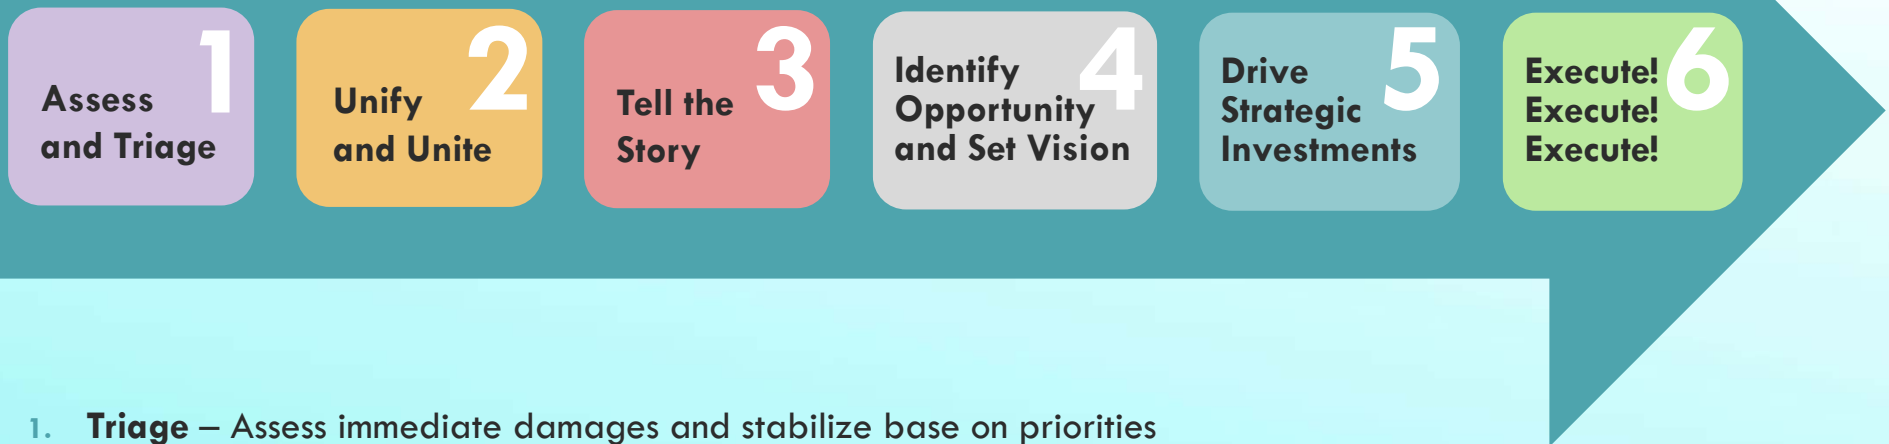 1
Assess
and Triage
2
Unify
and Unite
3
Tell the
Story
4
Identify
Opportunity
and Set Vision
5
Drive
Strategic
Investments
6
Execute!
Execute!
Execute!
1. Triage – Assess immediate damages and stabilize base on priorities